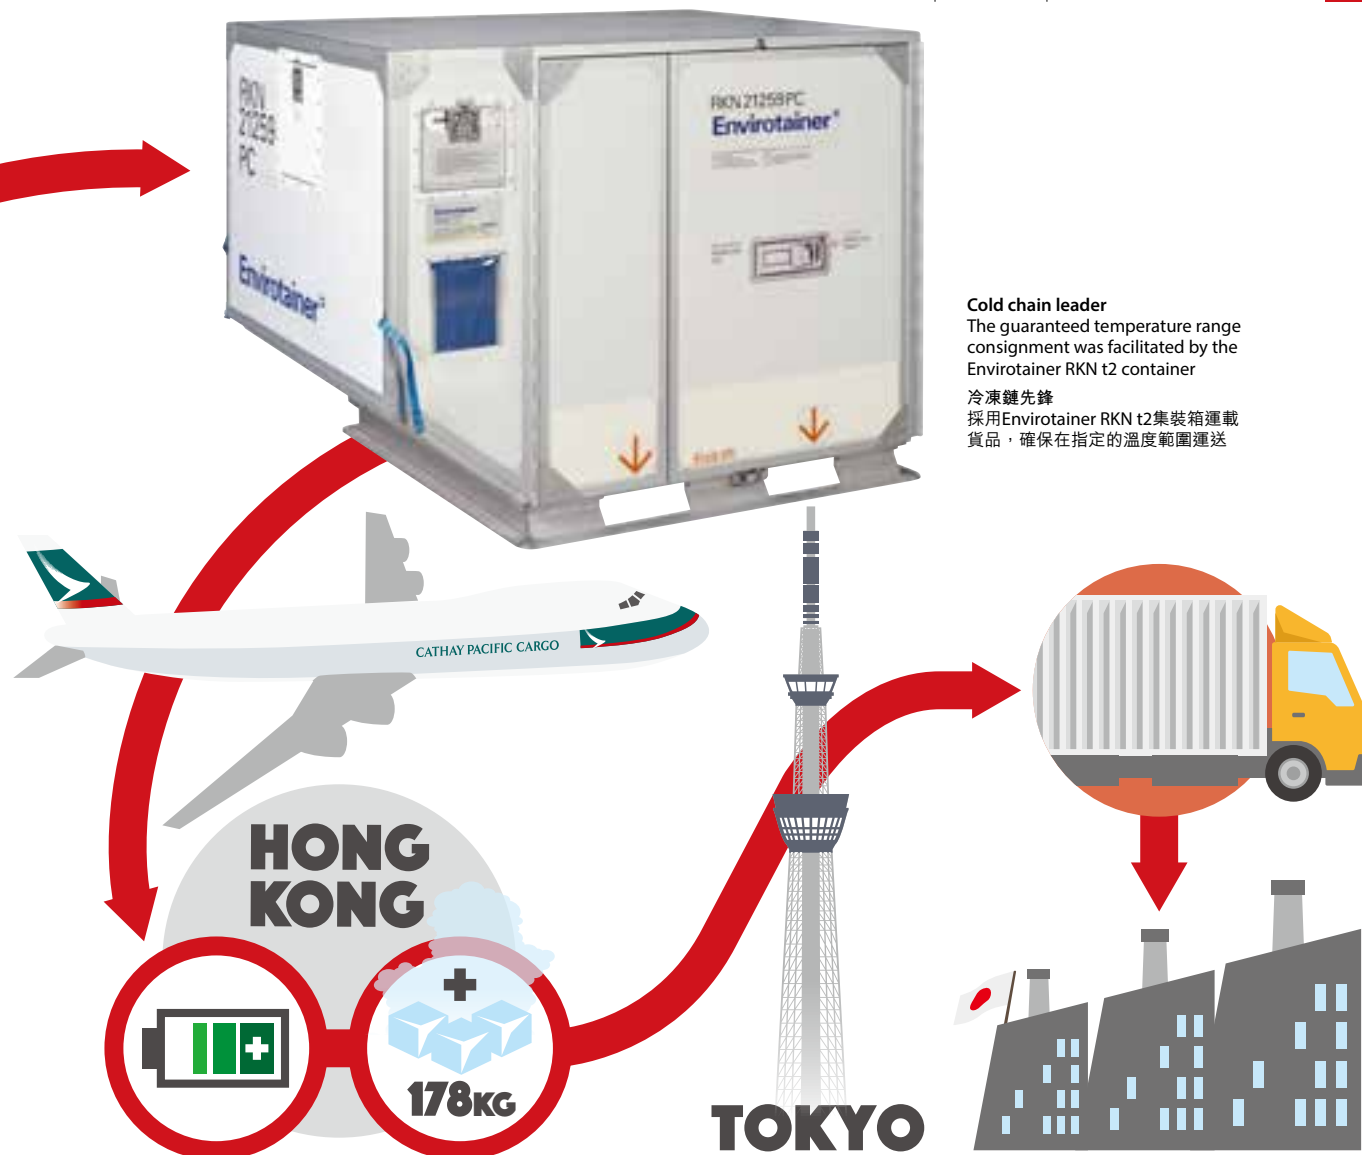 RKN
21259
PC
Envirotainer
RKN 21259 PC
Envirotainer
Cold chain leader
The guaranteed temperature range
consignment was facilitated by the
Envirotainer RKN t2 container
冷凍鏈先鋒
採用Envirotainer RKN t2集裝箱運載
貨品，確保在指定的溫度範圍運送
CATHAY PACIFIC CARGO
HONG
KONG
178KG
TOKYO